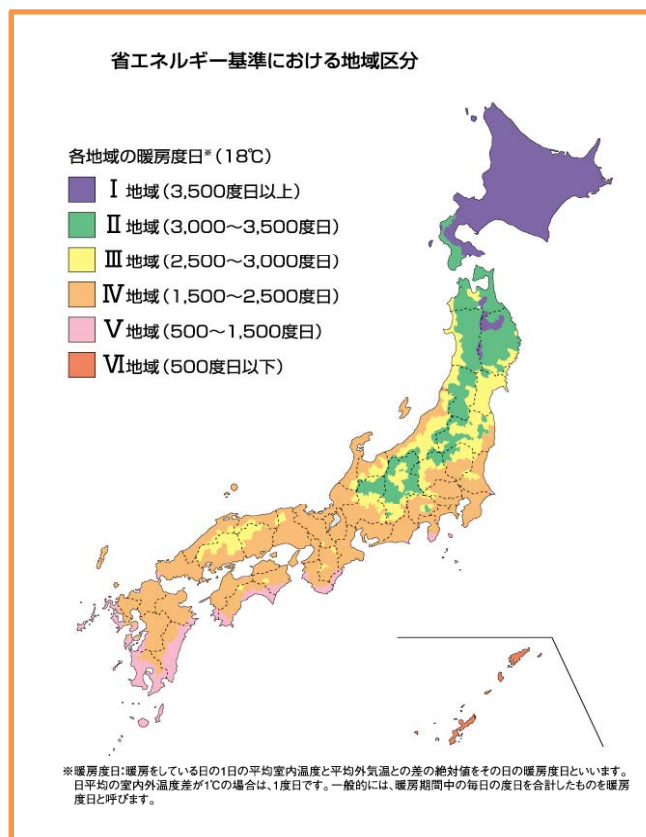 省エネルギー基準における地域区分
各地域の暖房度日※(18℃)
Ⅰ 地域(3,500度日以上)
Ⅱ 地域(3,000〜3,500度日)
Ⅲ 地域(2,500〜3,000度日)
Ⅳ 地域(1,500〜2,500度日)
Ⅴ 地域(500〜1,500度日)
Ⅵ 地域(500度日以下)
※暖房度日:暖房をしている日の1日の平均室内温度と平均外気温との差の絶対値をその日の暖房度日といいます。
日平均の室内外温度差が1℃の場合は、1度日です。一般的には、暖房期間中の毎日の度日を合計したものを暖房
度日と呼びます。